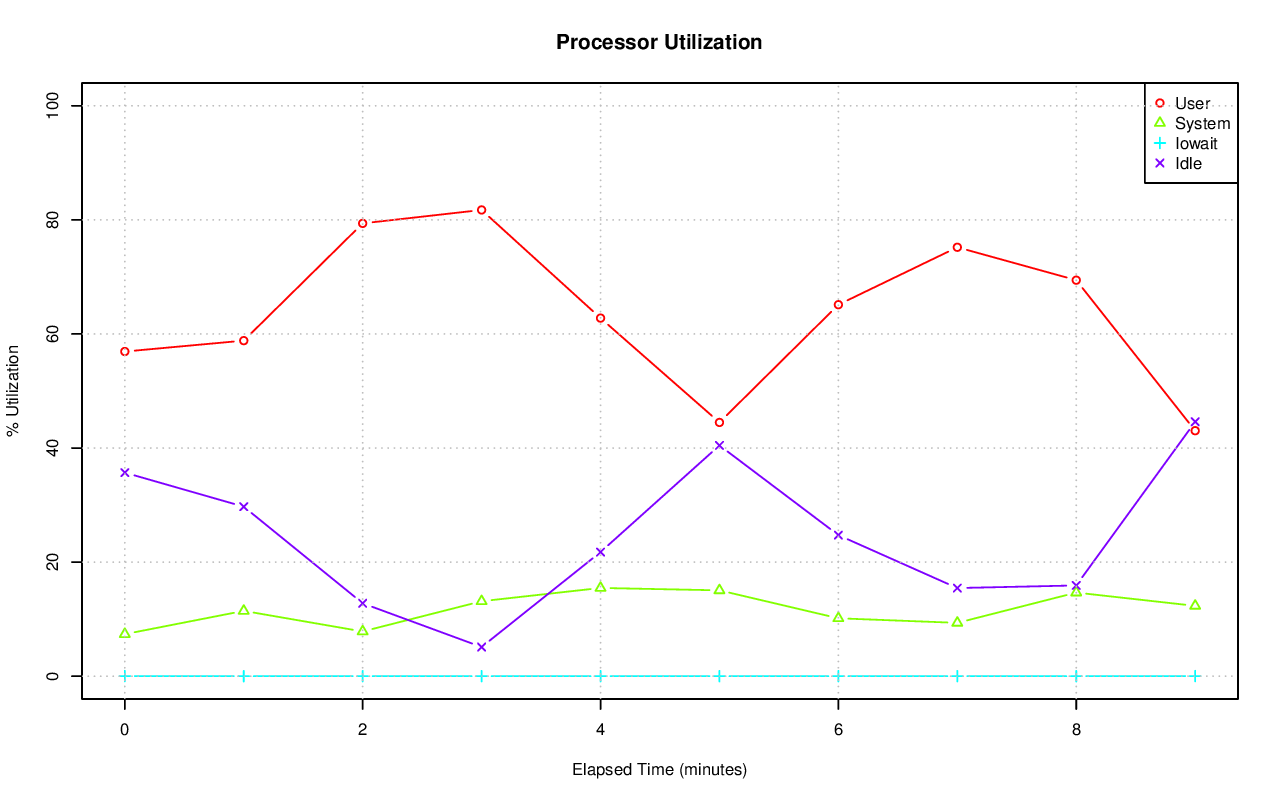 Processor Utilization
User
System
Iowait
Idle
100
80
60
40
20
0
% Utilization
0 2 4 6 8
Elapsed Time (minutes)